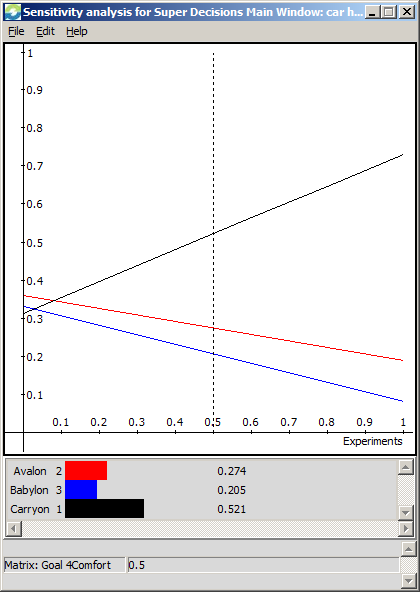 Sensitivity analysis for Super Decisions Main Window: car h...
File Edit Help
1
0.9
0.8
0.7
0.6
0.5
0.4
0.3
0.2
0.1
0.1 0.2 0.3 0.4 0.5 0.6 0.7 0.8 0.9 1
Experiments
Avalon 2 0.274
Babylon 3 0.205
Carryon 1 0.521
Matrix: Goal 4Comfort 0.5